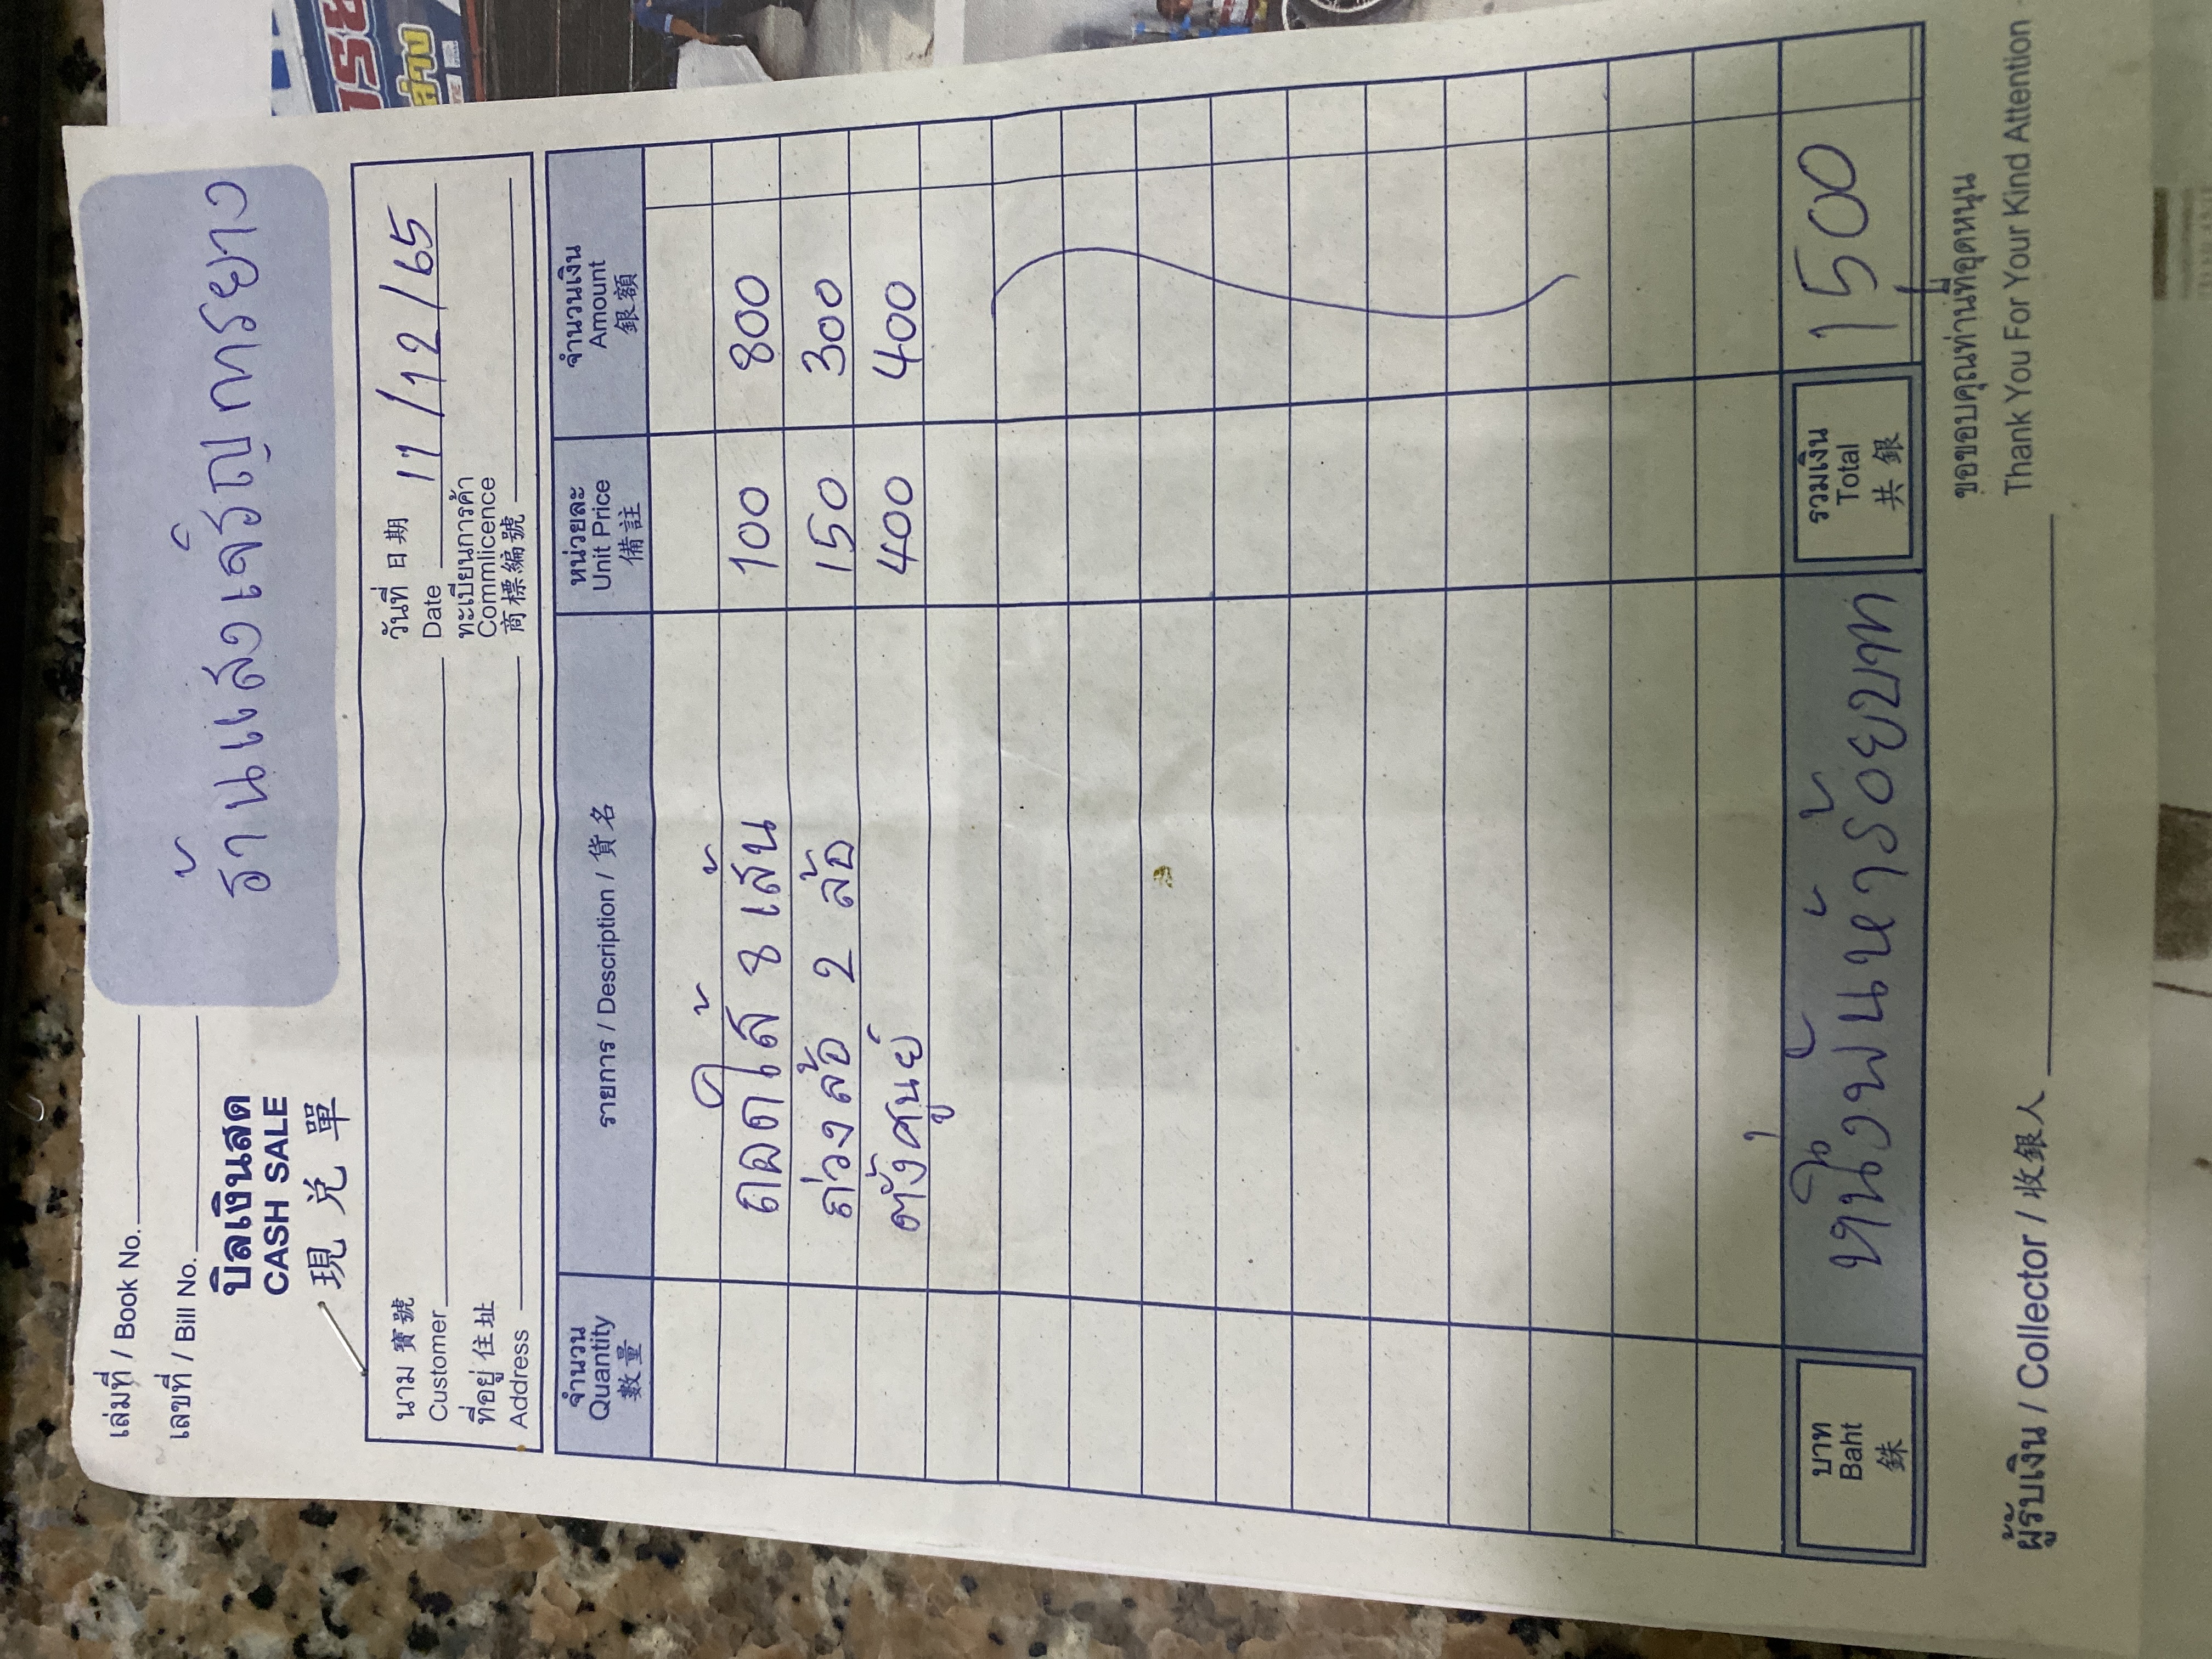 เล่มที่ / Book No.
เลขที่ / Bill No.
บิลเงินสด
CASH SALE
現兌單
ร้านแสงเจริญการยาง
นาม 寶號
Customer
วันที่ 日期
Date 11/12/65
ที่อยู่ 住址
Address
ทะเบียนการค้า
Commlicence
商標編號
จำนวน
Quantity
數量
รายการ / Description / 貨名
หน่วยละ
Unit Price
備註
จำนวนเงิน
Amount
銀額
ถอดใส่ 8 เส้น 100 800
ถ่วงล้อ 2 ล้อ 150 300
ตั้งศูนย์ 400 400
บาท
Baht
銖
หนึ่งพันห้าร้อยบาท
รวมเงิน
Total
共銀
1500
ผู้รับเงิน / Collector / 收銀人
ขอขอบคุณท่านที่อุดหนุน
Thank You For Your Kind Attention